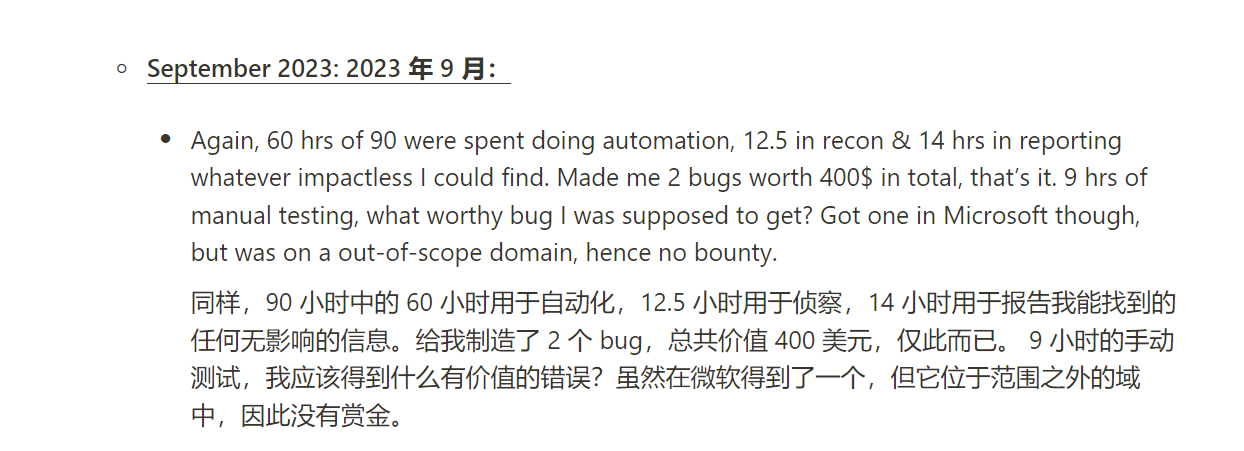 September 2023: 2023 年 9 月：
Again, 60 hrs of 90 were spent doing automation, 12.5 in recon & 14 hrs in reporting
whatever impactless I could find. Made me 2 bugs worth 400$ in total, that’s it. 9 hrs of
manual testing, what worthy bug I was supposed to get? Got one in Microsoft though,
but was on a out-of-scope domain, hence no bounty.
同样，90 小时中的 60 小时用于自动化，12.5 小时用于侦察，14 小时用于报告我能找到的
任何无影响的信息。给我制造了 2 个 bug，总共价值 400 美元，仅此而已。 9 小时的手动
测试，我应该得到什么有价值的错误？虽然在微软得到了一个，但它位于范围之外的域
中，因此没有赏金。